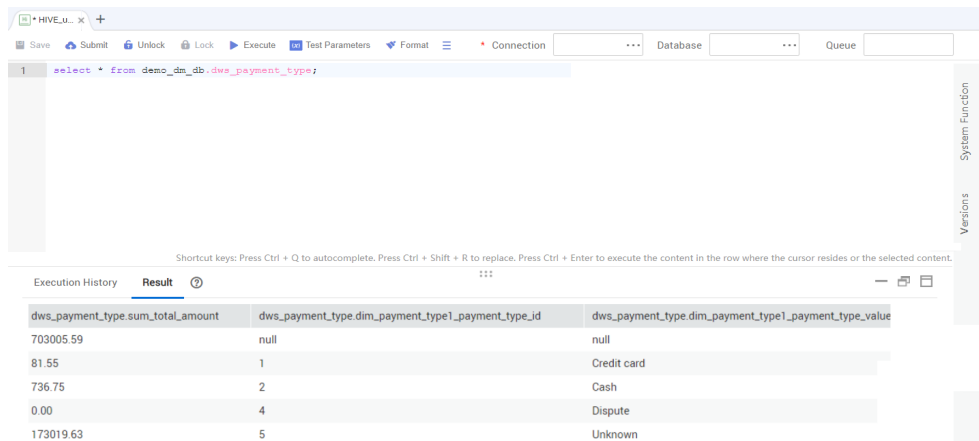 * HIVE_u... × +
Save Submit Unlock Lock Execute Test Parameters Format * Connection ... Database ... Queue
1 select * from demo_dm_db.dws_payment_type;
System Function
Versions
Shortcut keys: Press Ctrl + Q to autocomplete. Press Ctrl + Shift + R to replace. Press Ctrl + Enter to execute the content in the row where the cursor resides or the selected content.
Execution History Result ?
dws_payment_type.sum_total_amount dws_payment_type.dim_payment_type1_payment_type_id dws_payment_type.dim_payment_type1_payment_type_value
703005.59 null null
81.55 1 Credit card
736.75 2 Cash
0.00 4 Dispute
173019.63 5 Unknown